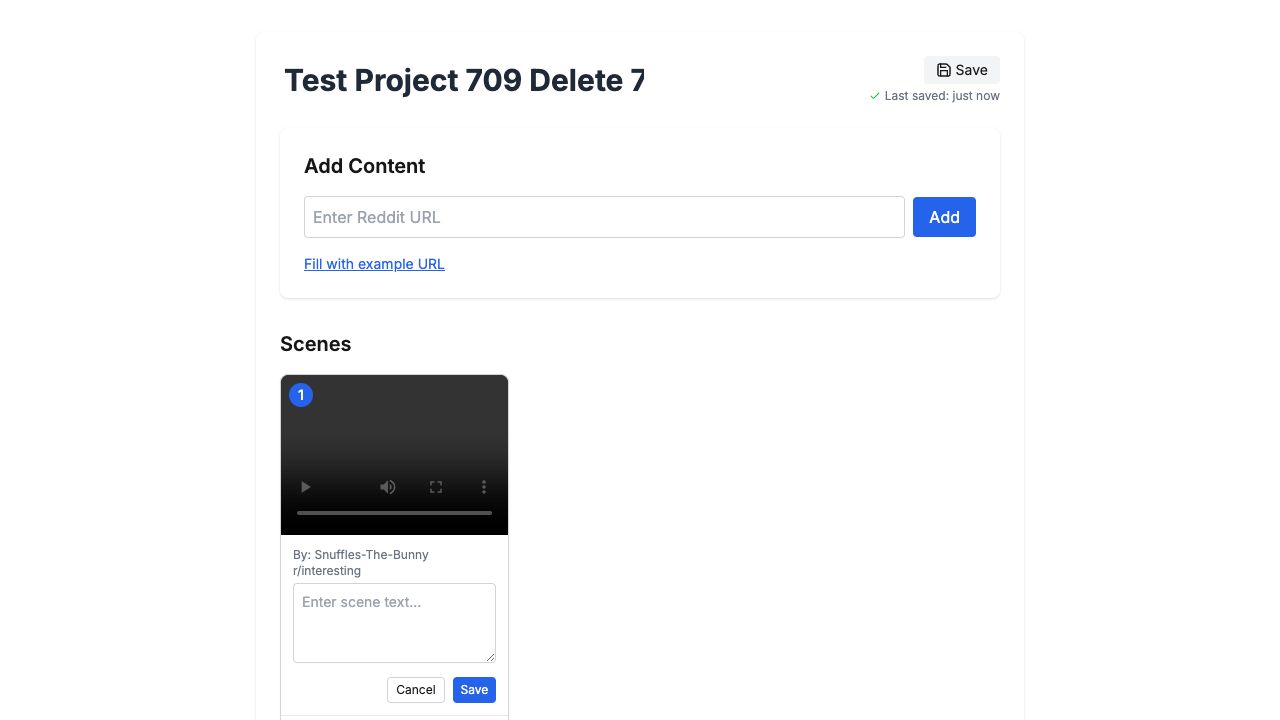 Test Project 709 Delete 7
Save
Last saved: just now
Add Content
Enter Reddit URL
Add
Fill with example URL
Scenes
1
By: Snuffles-The-Bunny
r/interesting
Enter scene text...
Cancel
Save